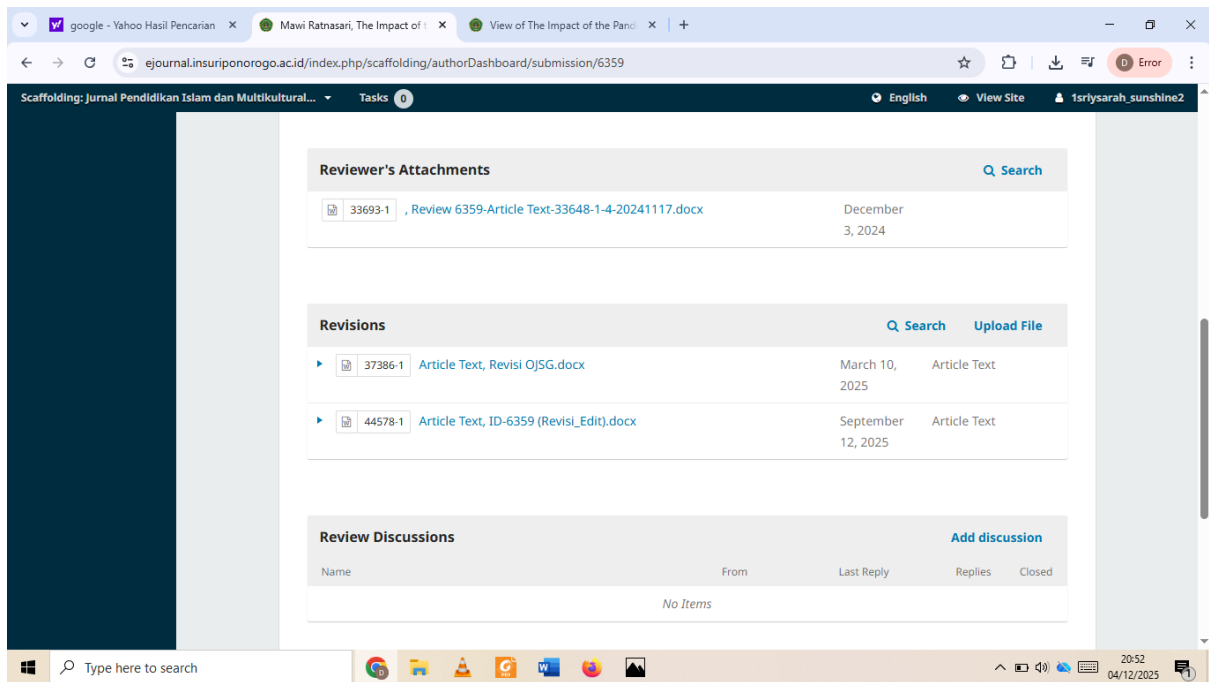 google - Yahoo Hasil Pencarian
Mawi Ratnasari, The Impact of t
View of The Impact of the Pand
ejournal.insuriponorogo.ac.id/index.php/scaffolding/authorDashboard/submission/6359
D Error
Scaffolding: Jurnal Pendidikan Islam dan Multikultural... Tasks 0 English View Site 1sriysarah_sunshine2
Reviewer's Attachments Search
33693-1 , Review 6359-Article Text-33648-1-4-20241117.docx December
3, 2024
Revisions Search Upload File
37386-1 Article Text, Revisi OJSG.docx March 10, Article Text
2025
44578-1 Article Text, ID-6359 (Revisi_Edit).docx September Article Text
12, 2025
Review Discussions Add discussion
Name From Last Reply Replies Closed
No Items
Type here to search
20:52
04/12/2025
1